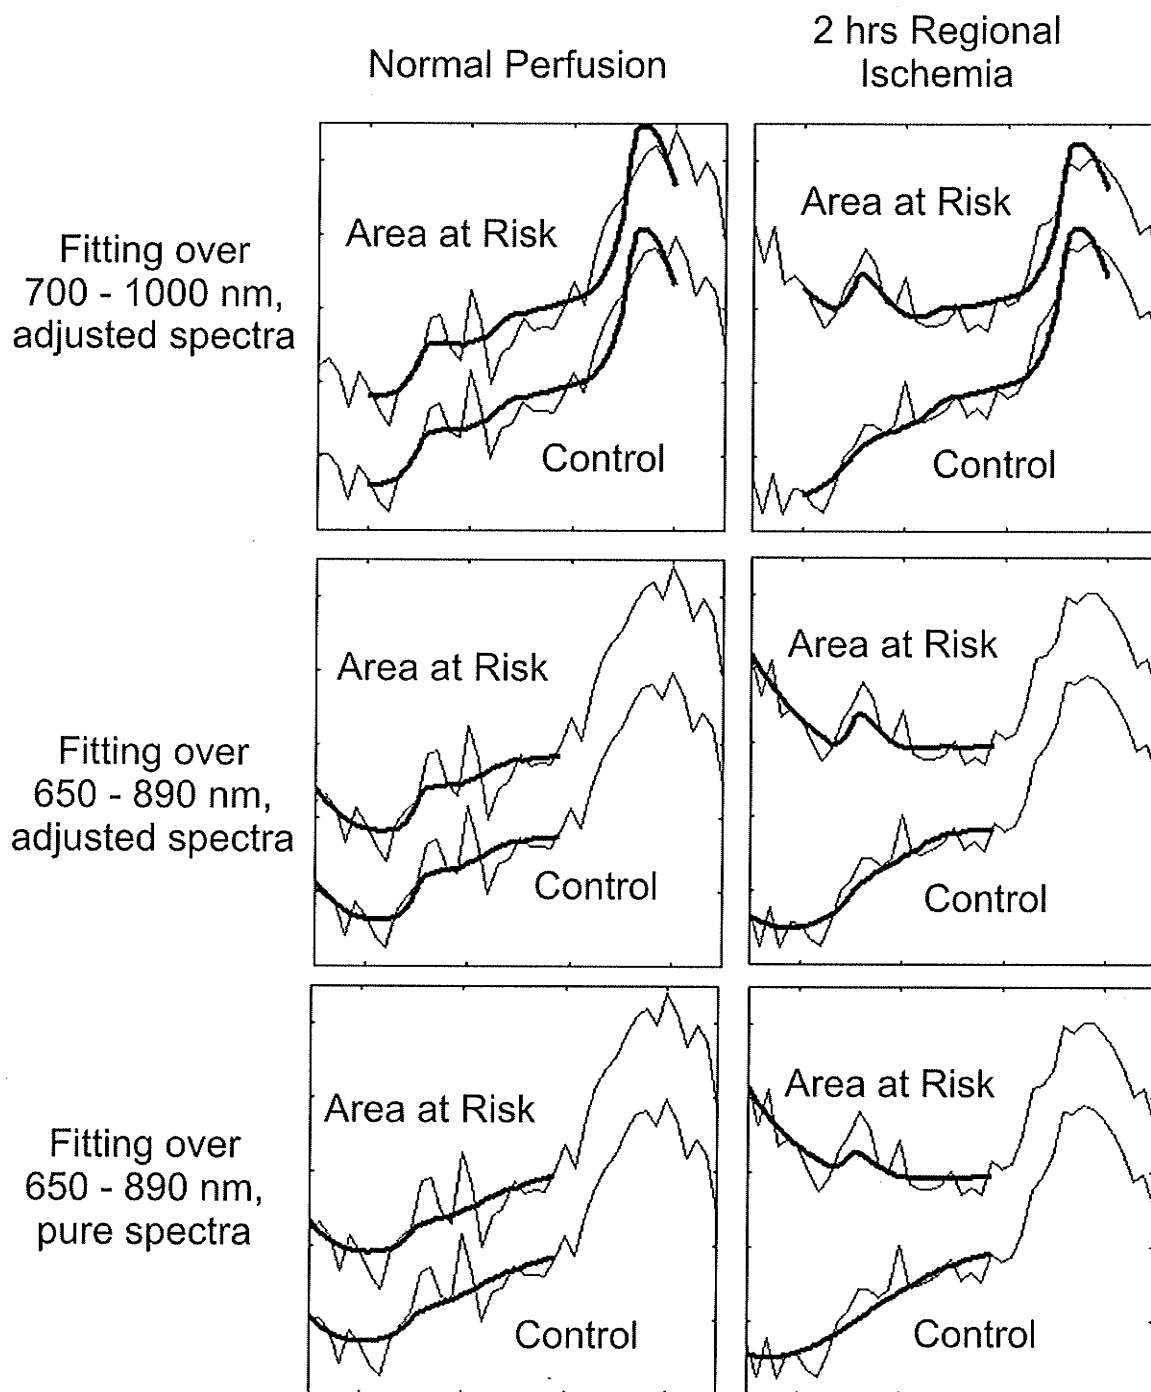 Normal Perfusion
2 hrs Regional
Ischemia
Fitting over
700 - 1000 nm,
adjusted spectra
Area at Risk
Control
Area at Risk
Control
Fitting over
650 - 890 nm,
adjusted spectra
Area at Risk
Control
Area at Risk
Control
Fitting over
650 - 890 nm,
pure spectra
Area at Risk
Control
Area at Risk
Control